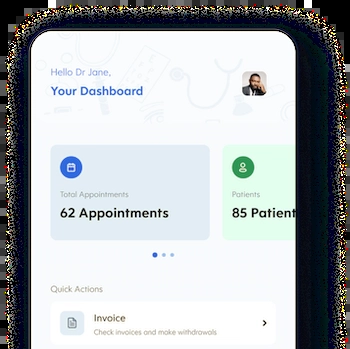 Hello Dr Jane,
Your Dashboard
Total Appointments
62 Appointments
Patients
85 Patient
Quick Actions
Invoice
Check invoices and make withdrawals